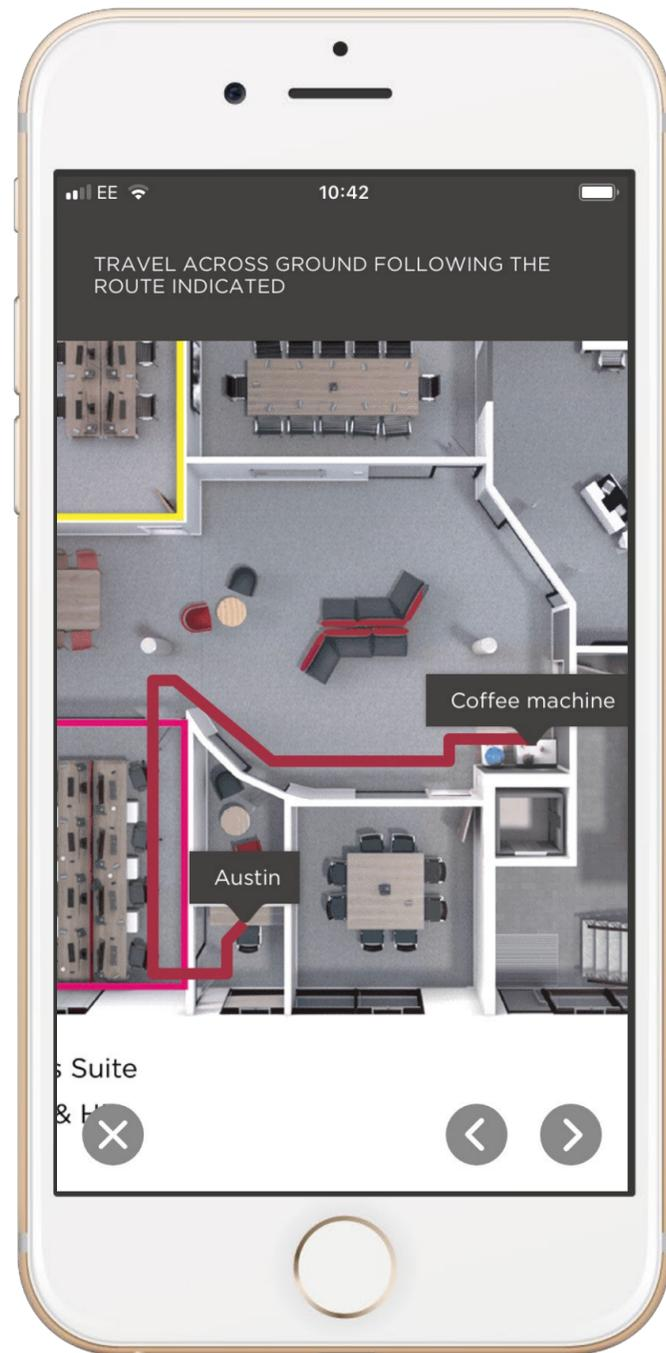 EE
10:42
TRAVEL ACROSS GROUND FOLLOWING THE
ROUTE INDICATED
Coffee machine
Austin
s Suite
& H